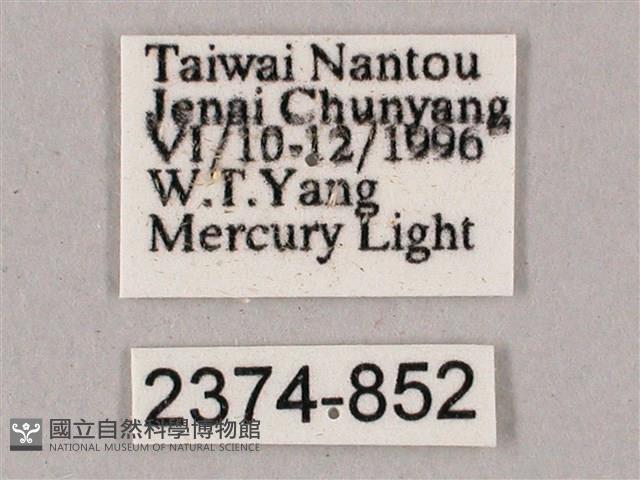 Taiwai Nantou
Jenai Chunyang
VI/10-12/1996
W.T.Yang
Mercury Light
2374-852
國立自然科學博物館
NATIONAL MUSEUM OF NATURAL SCIENCE